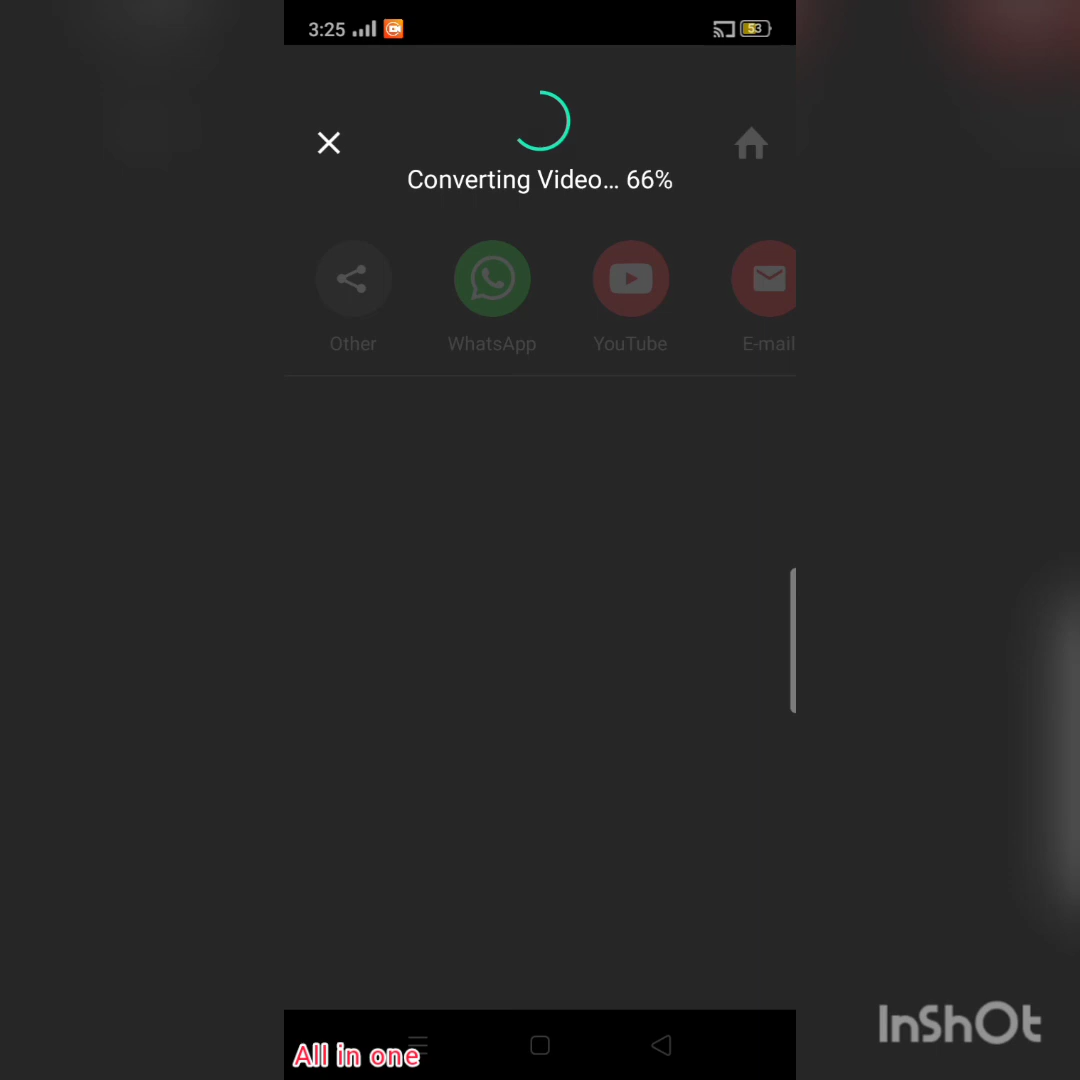 3:25
53
Converting Video... 66%
Other
WhatsApp
YouTube
E-mail
InShOt
All in one